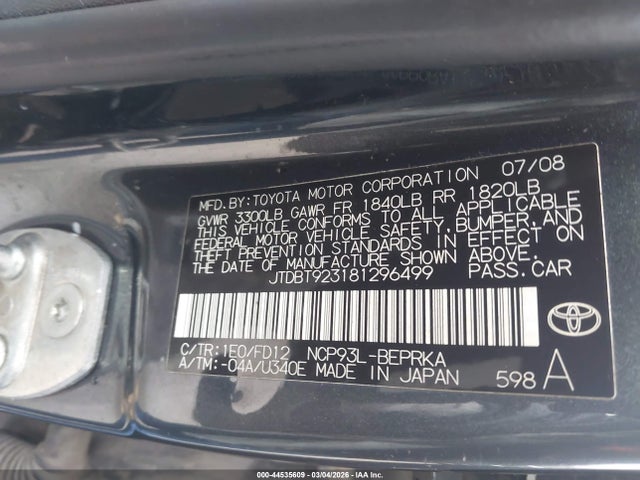 MFD.BY:TOYOTA MOTOR CORPORATION 07/08
GVWR 3300LB GAWR FR 1840LB RR 1820LB
THIS VEHICLE CONFORMS TO ALL APPLICABLE
FEDERAL MOTOR VEHICLE SAFETY,BUMPER,AND
THEFT PREVENTION STANDARDS IN EFFECT ON
THE DATE OF MANUFACTURE SHOWN ABOVE.
JTDBT923181296499 PASS.CAR
C/TR:1E0/FD12 NCP93L-BEPRKA
A/TM:-04A/U340E MADE IN JAPAN 598 A
000-44535609 - 03/04/2026 - IAA Inc.